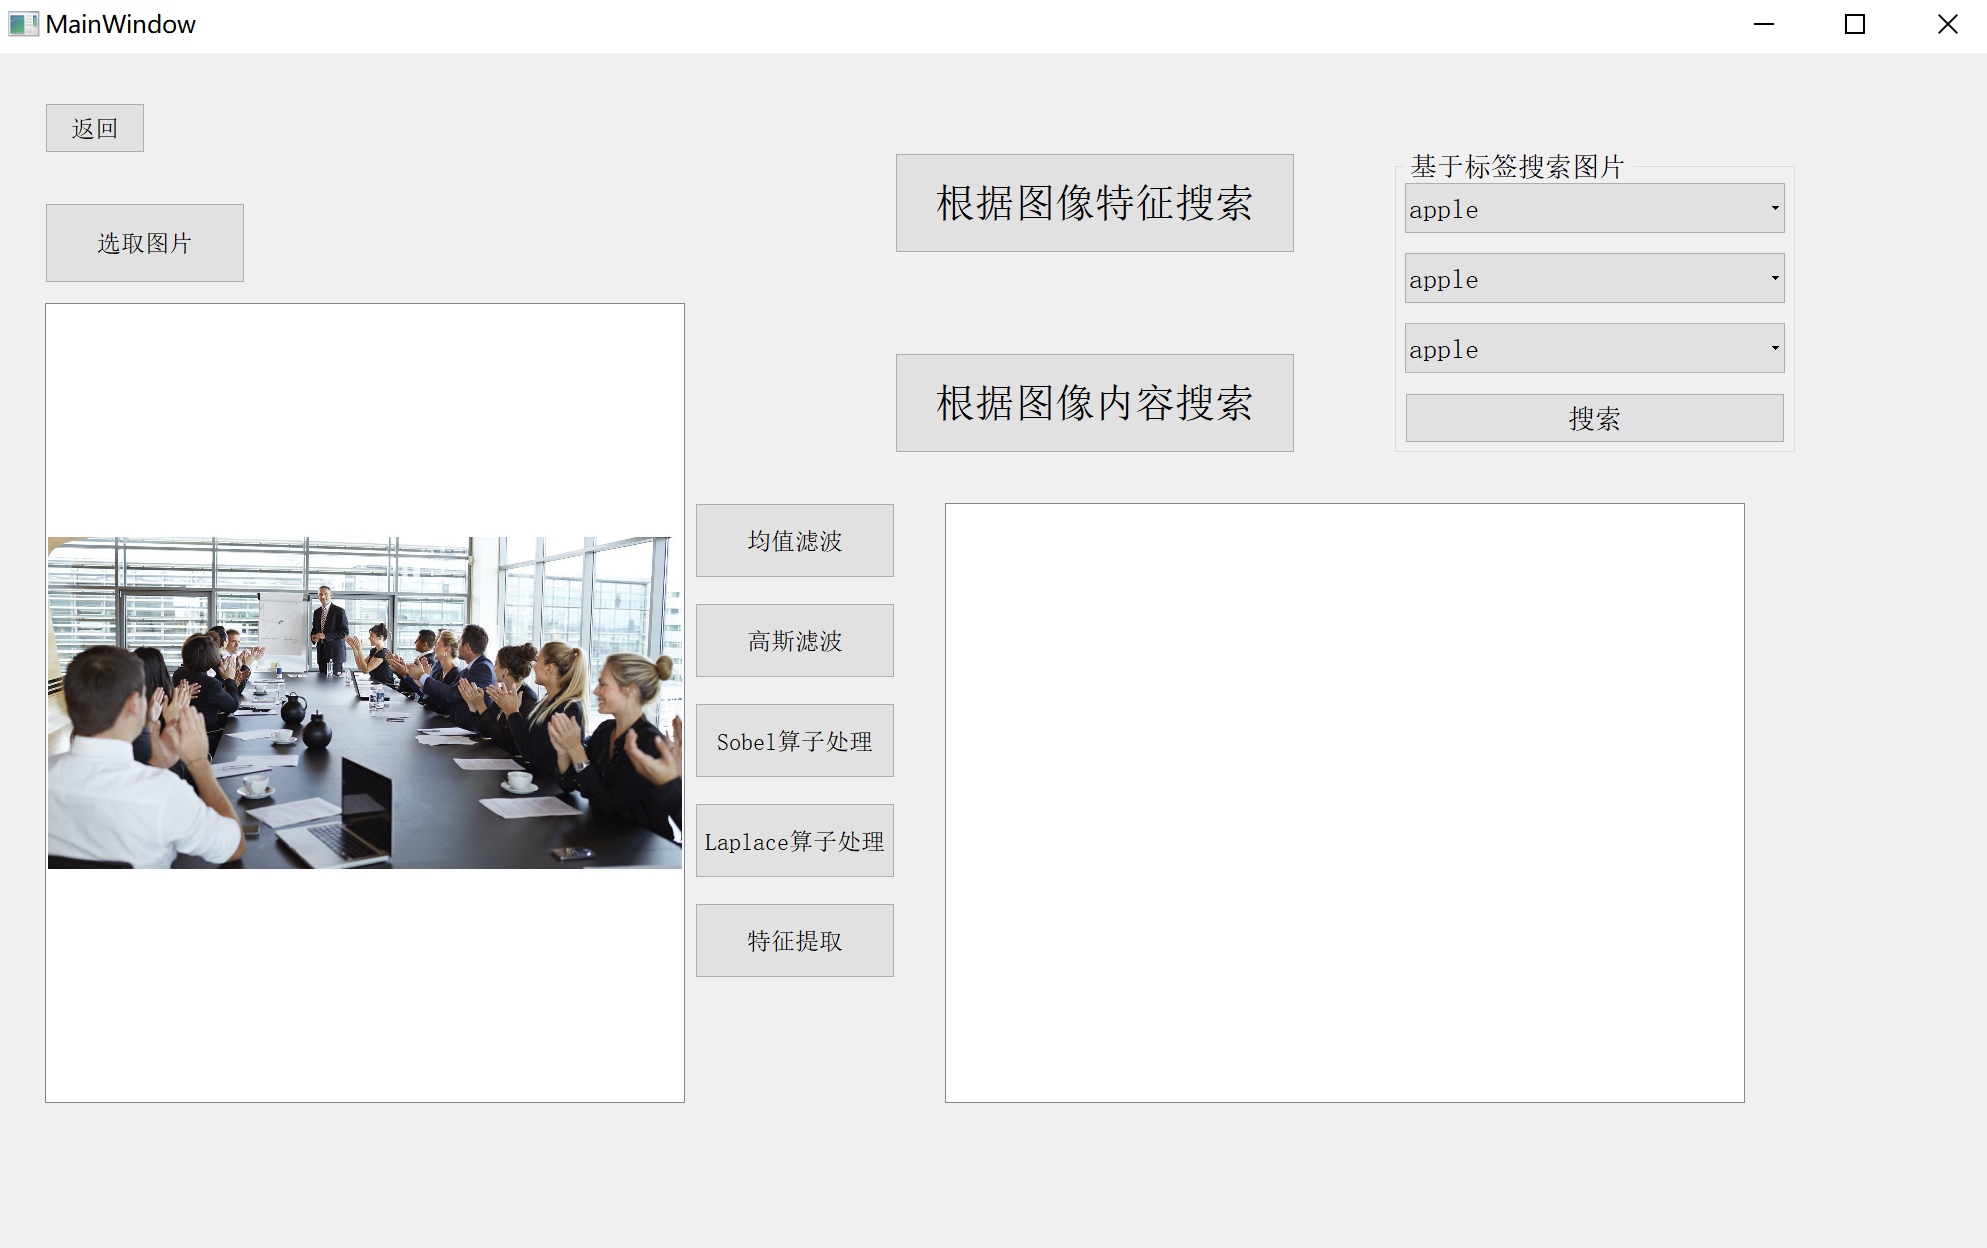 MainWindow
返回
选取图片
根据图像特征搜索
根据图像内容搜索
基于标签搜索图片
apple
apple
apple
搜索
均值滤波
高斯滤波
Sobel算子处理
Laplace算子处理
特征提取